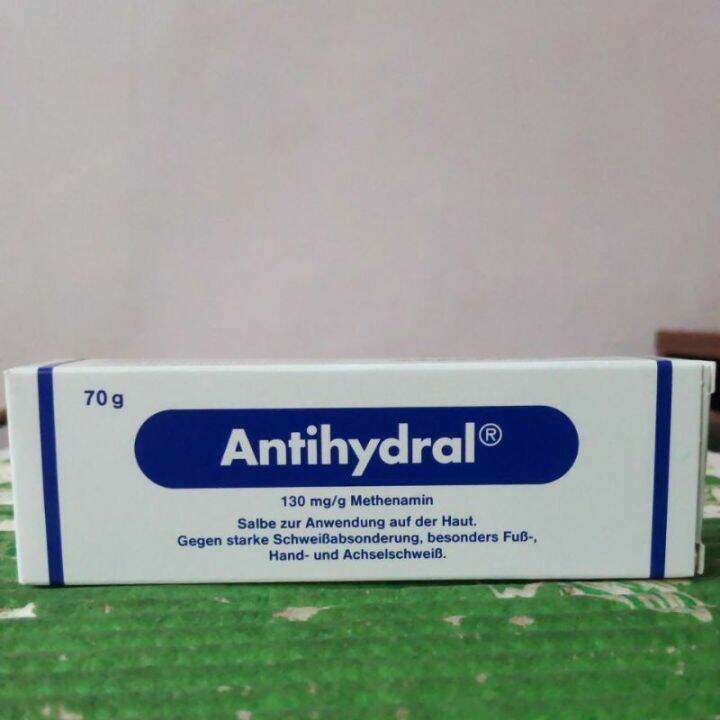 70 g
Antihydral®
130 mg/g Methenamin
Salbe zur Anwendung auf der Haut.
Gegen starke Schweißabsonderung, besonders Fuß-,
Hand- und Achselschweiß.